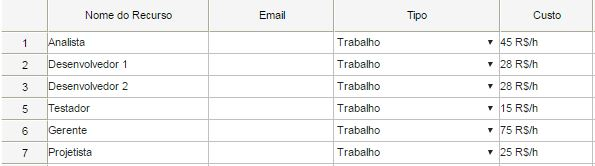 Nome do Recurso Email Tipo Custo
1 Analista Trabalho 45 R$/h
2 Desenvolvedor 1 Trabalho 28 R$/h
3 Desenvolvedor 2 Trabalho 28 R$/h
5 Testador Trabalho 15 R$/h
6 Gerente Trabalho 75 R$/h
7 Projetista Trabalho 25 R$/h